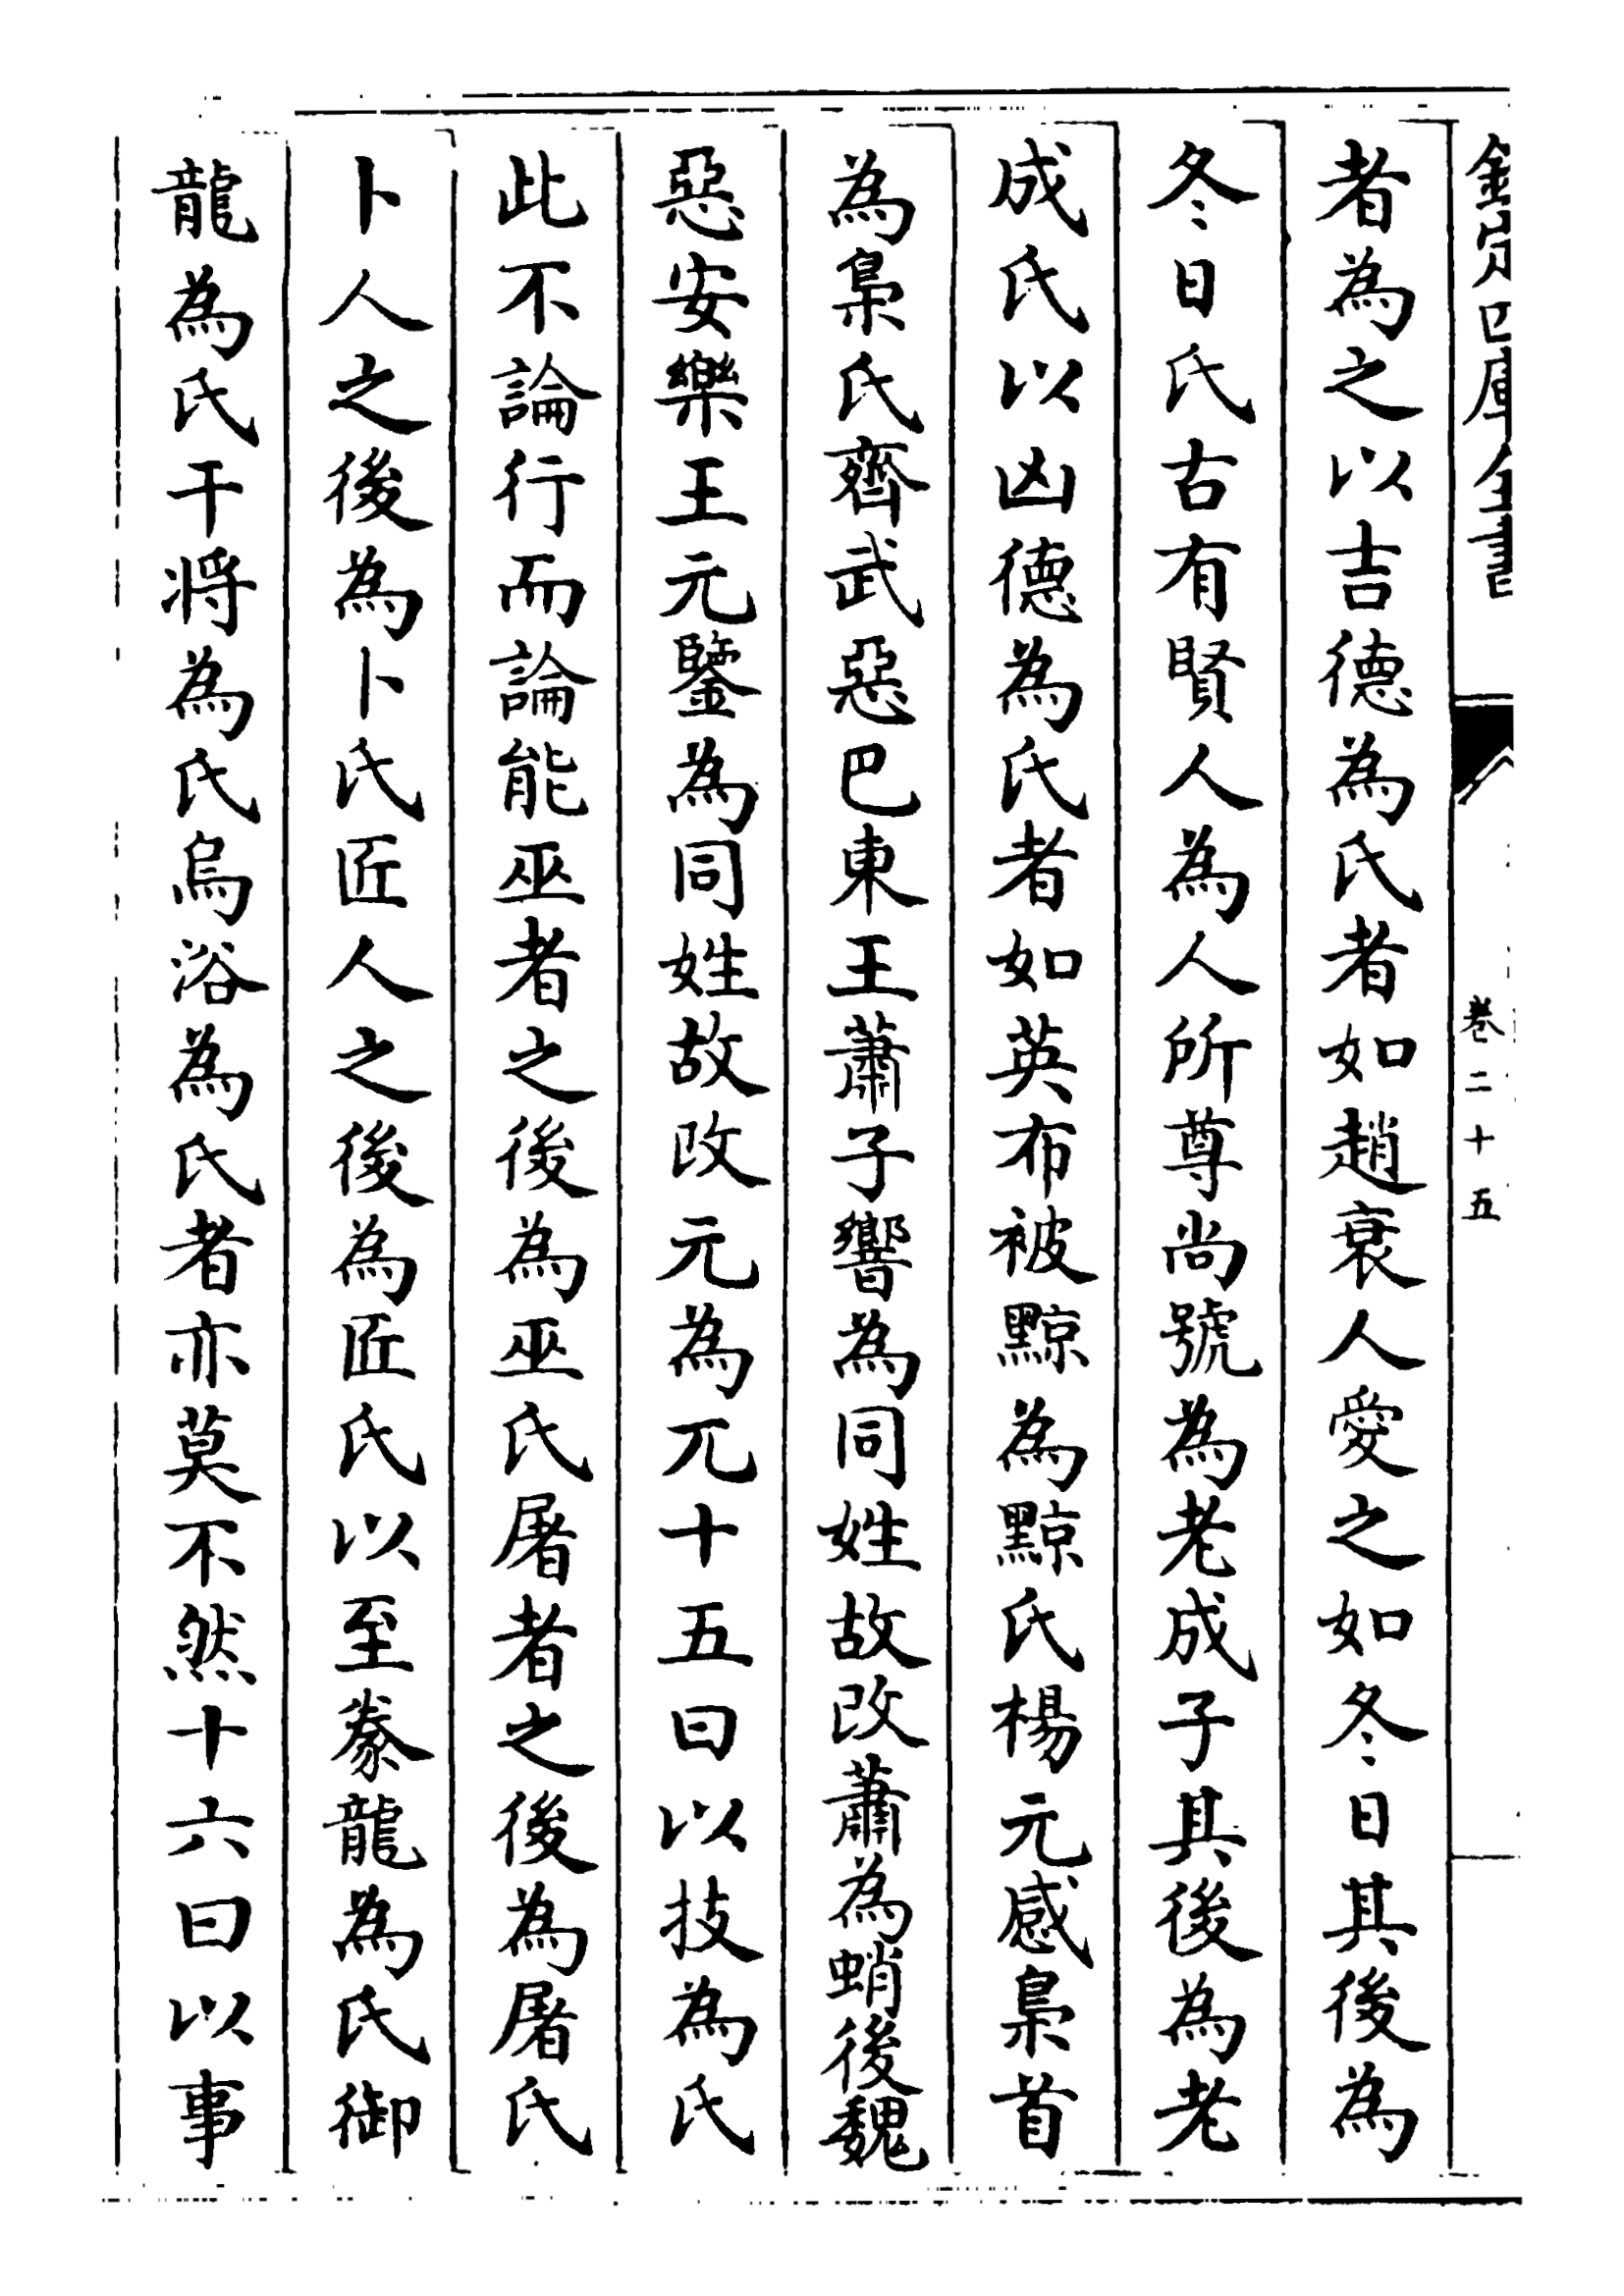 欽定四庫全書
卷二十五
者為之以吉德為氏者如趙衰人愛之如冬日其後為
冬日氏古有賢人為人所尊尚號為老成子其後為老
成氏以凶德為氏者如英布被黥為黥氏楊元感梟首
為梟氏齊武惡巴東王蕭子響為同姓故改蕭為蛸後魏
惡安樂王元鑒為同姓故改元為兀十五曰以技為氏
此不論行而論能巫者之後為巫氏屠者之後為屠氏
卜人之後為卜氏匠人之後為匠氏以至豢龍為氏御
龍為氏干將為氏烏浴為氏者亦莫不然十六曰以事